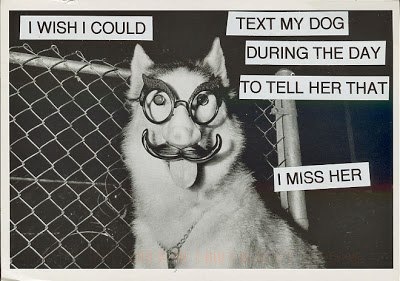 I WISH I COULD
TEXT MY DOG
DURING THE DAY
TO TELL HER THAT
I MISS HER